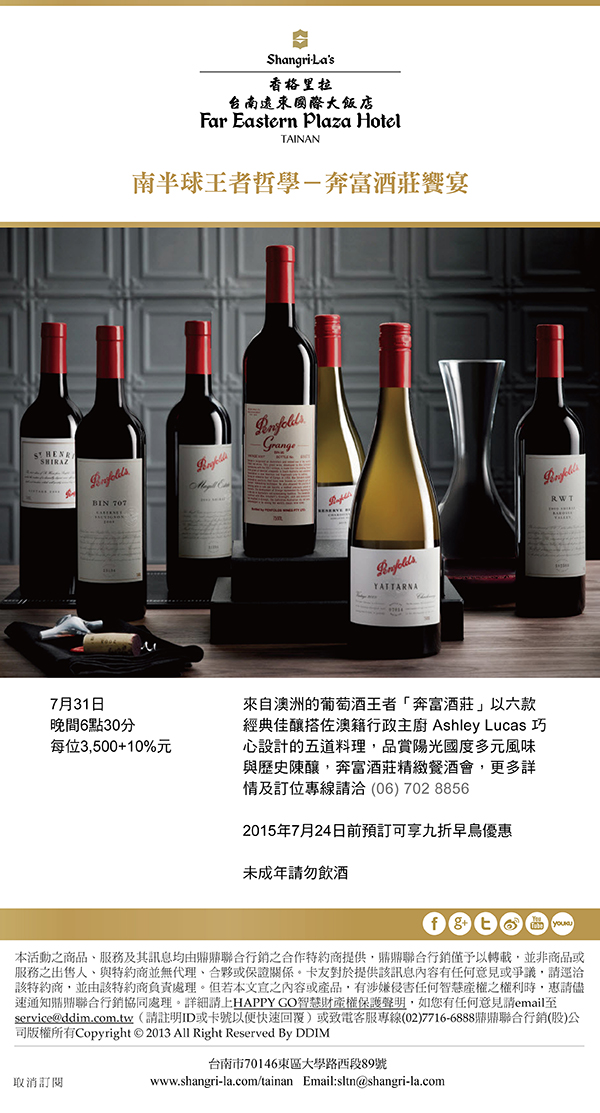 Shangri-La's
香格里拉
台南遠東國際大飯店
Far Eastern Plaza Hotel
TAINAN
南半球王者哲學－奔富酒莊饗宴
ST HENRI
SHIRAZ
Penfolds
BIN 707
CABERNET
SAUVIGNON
Penfolds
Magill Estate
Penfolds
Grange
Penfolds
RESERVE BIN
Penfolds
YATTARNA
Chardonnay
Penfolds
RWT
7月31日
晚間6點30分
每位3,500+10%元
來自澳洲的葡萄酒王者「奔富酒莊」以六款
經典佳釀搭佐澳籍行政主廚 Ashley Lucas 巧
心設計的五道料理，品賞陽光國度多元風味
與歷史陳釀，奔富酒莊精緻餐酒會，更多詳
情及訂位專線請洽 (06) 702 8856
2015年7月24日前預訂可享九折早鳥優惠
未成年請勿飲酒
You Tube
YOUKU
本活動之商品、服務及其訊息均由鼎鼎聯合行銷之合作特約商提供，鼎鼎聯合行銷僅予以轉載，並非商品或
服務之出售人、與特約商並無代理、合夥或保證關係。卡友對於提供該訊息內容有任何意見或爭議，請逕洽
該特約商，並由該特約商負責處理。但若本文宣之內容或產品，有涉嫌侵害任何智慧產權之權利時，惠請儘
速通知鼎鼎聯合行銷協同處理。詳細請上HAPPY GO智慧財產權保護聲明，如您有任何意見請email至
service@ddim.com.tw（請註明ID或卡號以便快速回覆）或致電客服專線(02)7716-6888鼎鼎聯合行銷(股)公
司版權所有Copyright © 2013 All Right Reserved By DDIM
台南市70146東區大學路西段89號
取消訂閱 www.shangri-la.com/tainan Email:sltn@shangri-la.com